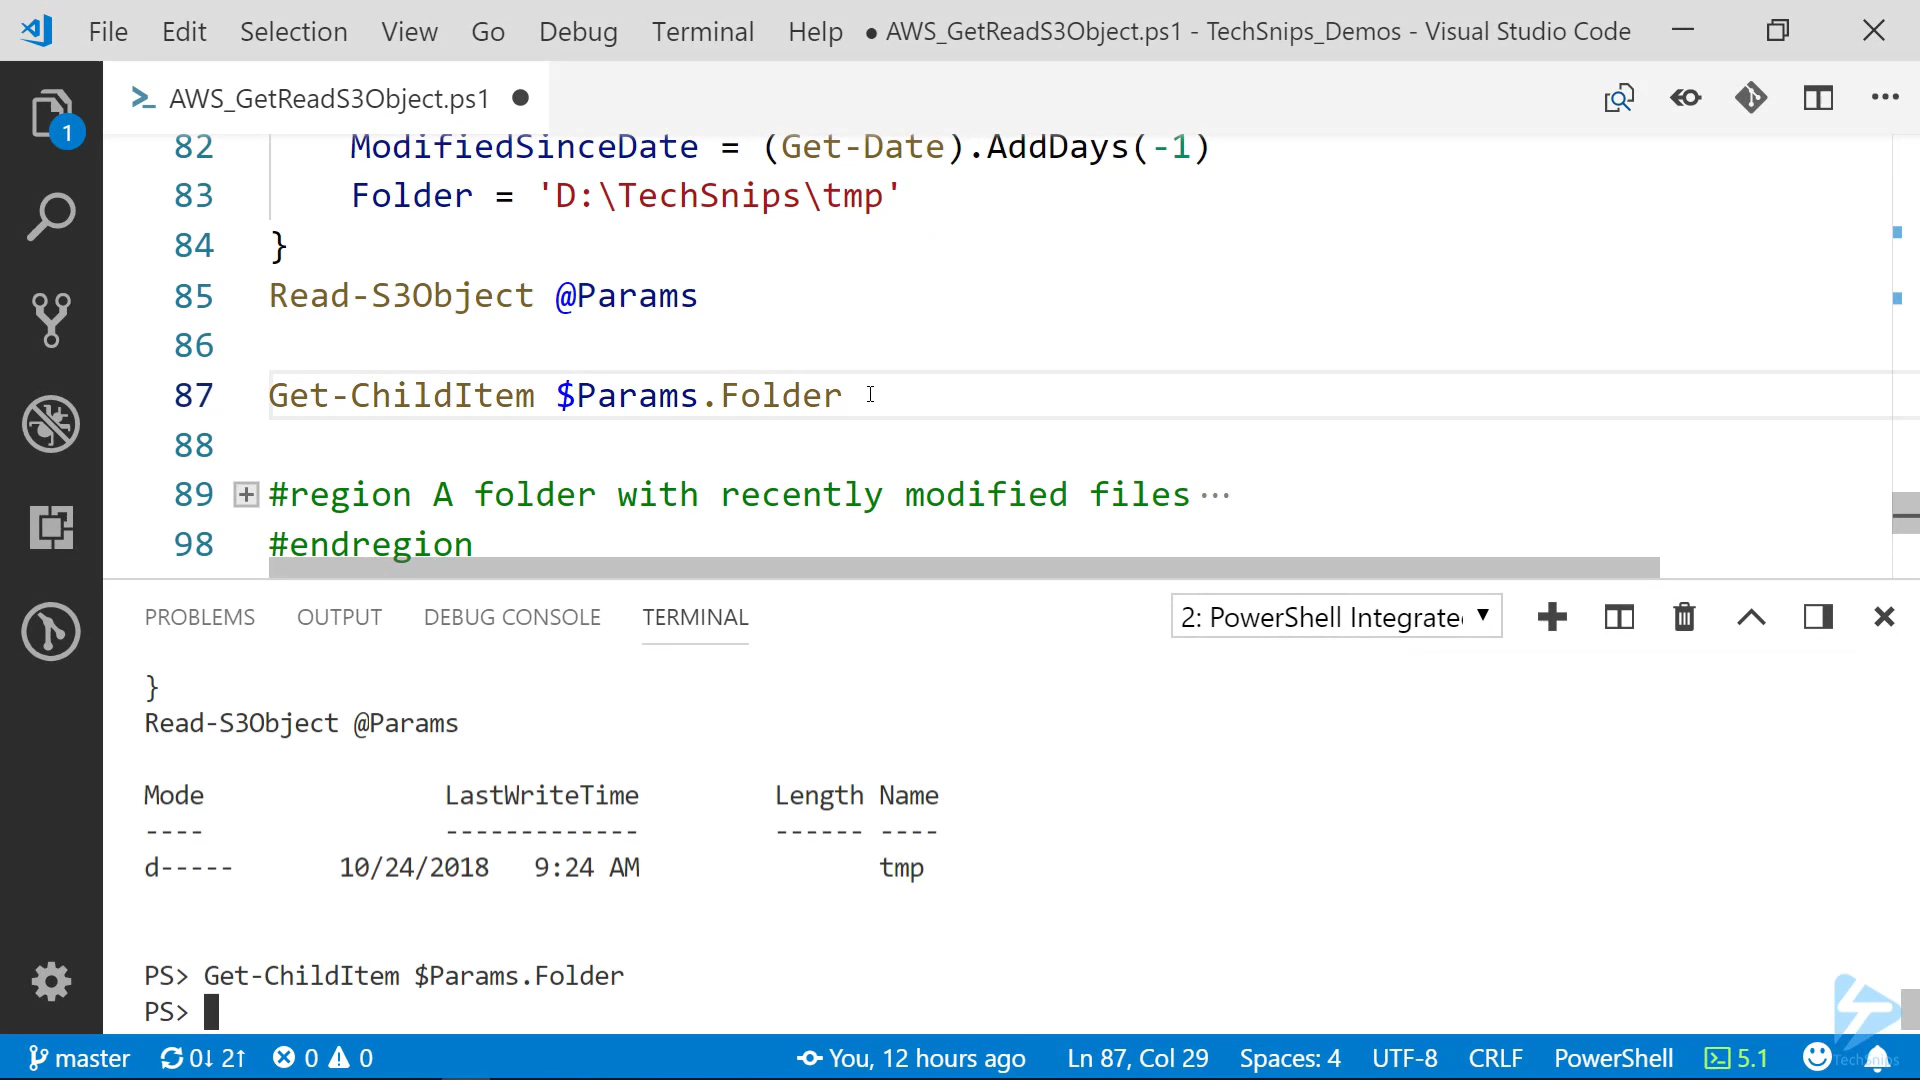 File Edit Selection View Go Debug Terminal Help ● AWS_GetReadS3Object.ps1 - TechSnips_Demos - Visual Studio Code
AWS_GetReadS3Object.ps1 ●
1
82 ModifiedSinceDate = (Get-Date).AddDays(-1)
83 Folder = 'D:\TechSnips\tmp'
84 }
85 Read-S3Object @Params
86
87 Get-ChildItem $Params.Folder
88
89 #region A folder with recently modified files ...
98 #endregion
PROBLEMS OUTPUT DEBUG CONSOLE TERMINAL 2: PowerShell Integrate
}
Read-S3Object @Params
Mode LastWriteTime Length Name
---- ------------- ------ ----
d----- 10/24/2018 9:24 AM tmp
PS> Get-ChildItem $Params.Folder
PS>
master 0↓ 2↑ 0 0 You, 12 hours ago Ln 87, Col 29 Spaces: 4 UTF-8 CRLF PowerShell 5.1
TechSnips